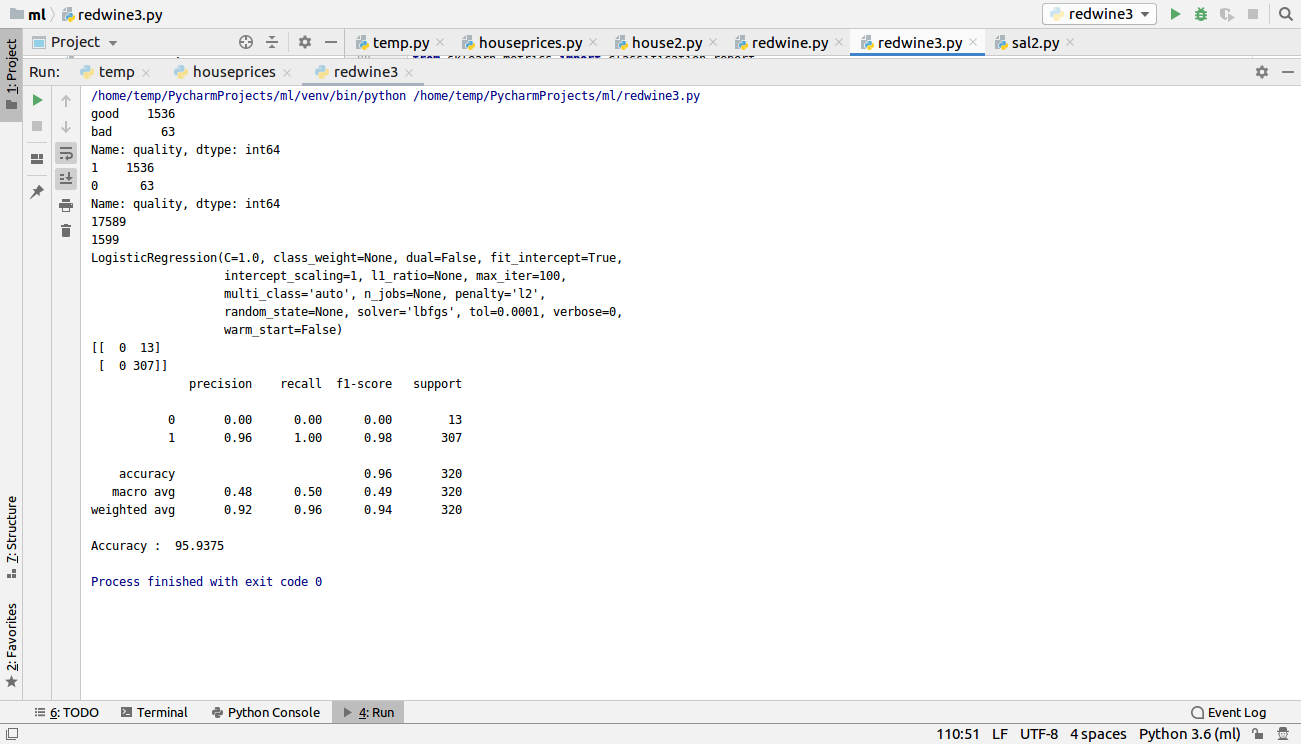 ml redwine3.py redwine3
Project temp.py houseprices.py house2.py redwine.py redwine3.py sal2.py
Run: temp houseprices redwine3
1: Project
/home/temp/PycharmProjects/ml/venv/bin/python /home/temp/PycharmProjects/ml/redwine3.py
good    1536
bad       63
Name: quality, dtype: int64
1    1536
0      63
Name: quality, dtype: int64
17589
1599
LogisticRegression(C=1.0, class_weight=None, dual=False, fit_intercept=True,
                   intercept_scaling=1, l1_ratio=None, max_iter=100,
                   multi_class='auto', n_jobs=None, penalty='l2',
                   random_state=None, solver='lbfgs', tol=0.0001, verbose=0,
                   warm_start=False)
[[  0  13]
 [  0 307]]
              precision    recall  f1-score   support
           0       0.00      0.00      0.00        13
           1       0.96      1.00      0.98       307
    accuracy                           0.96       320
   macro avg       0.48      0.50      0.49       320
weighted avg       0.92      0.96      0.94       320
Accuracy :  95.9375
Process finished with exit code 0
7: Structure
2: Favorites
6: TODO Terminal Python Console 4: Run Event Log
110:51 LF UTF-8 4 spaces Python 3.6 (ml)